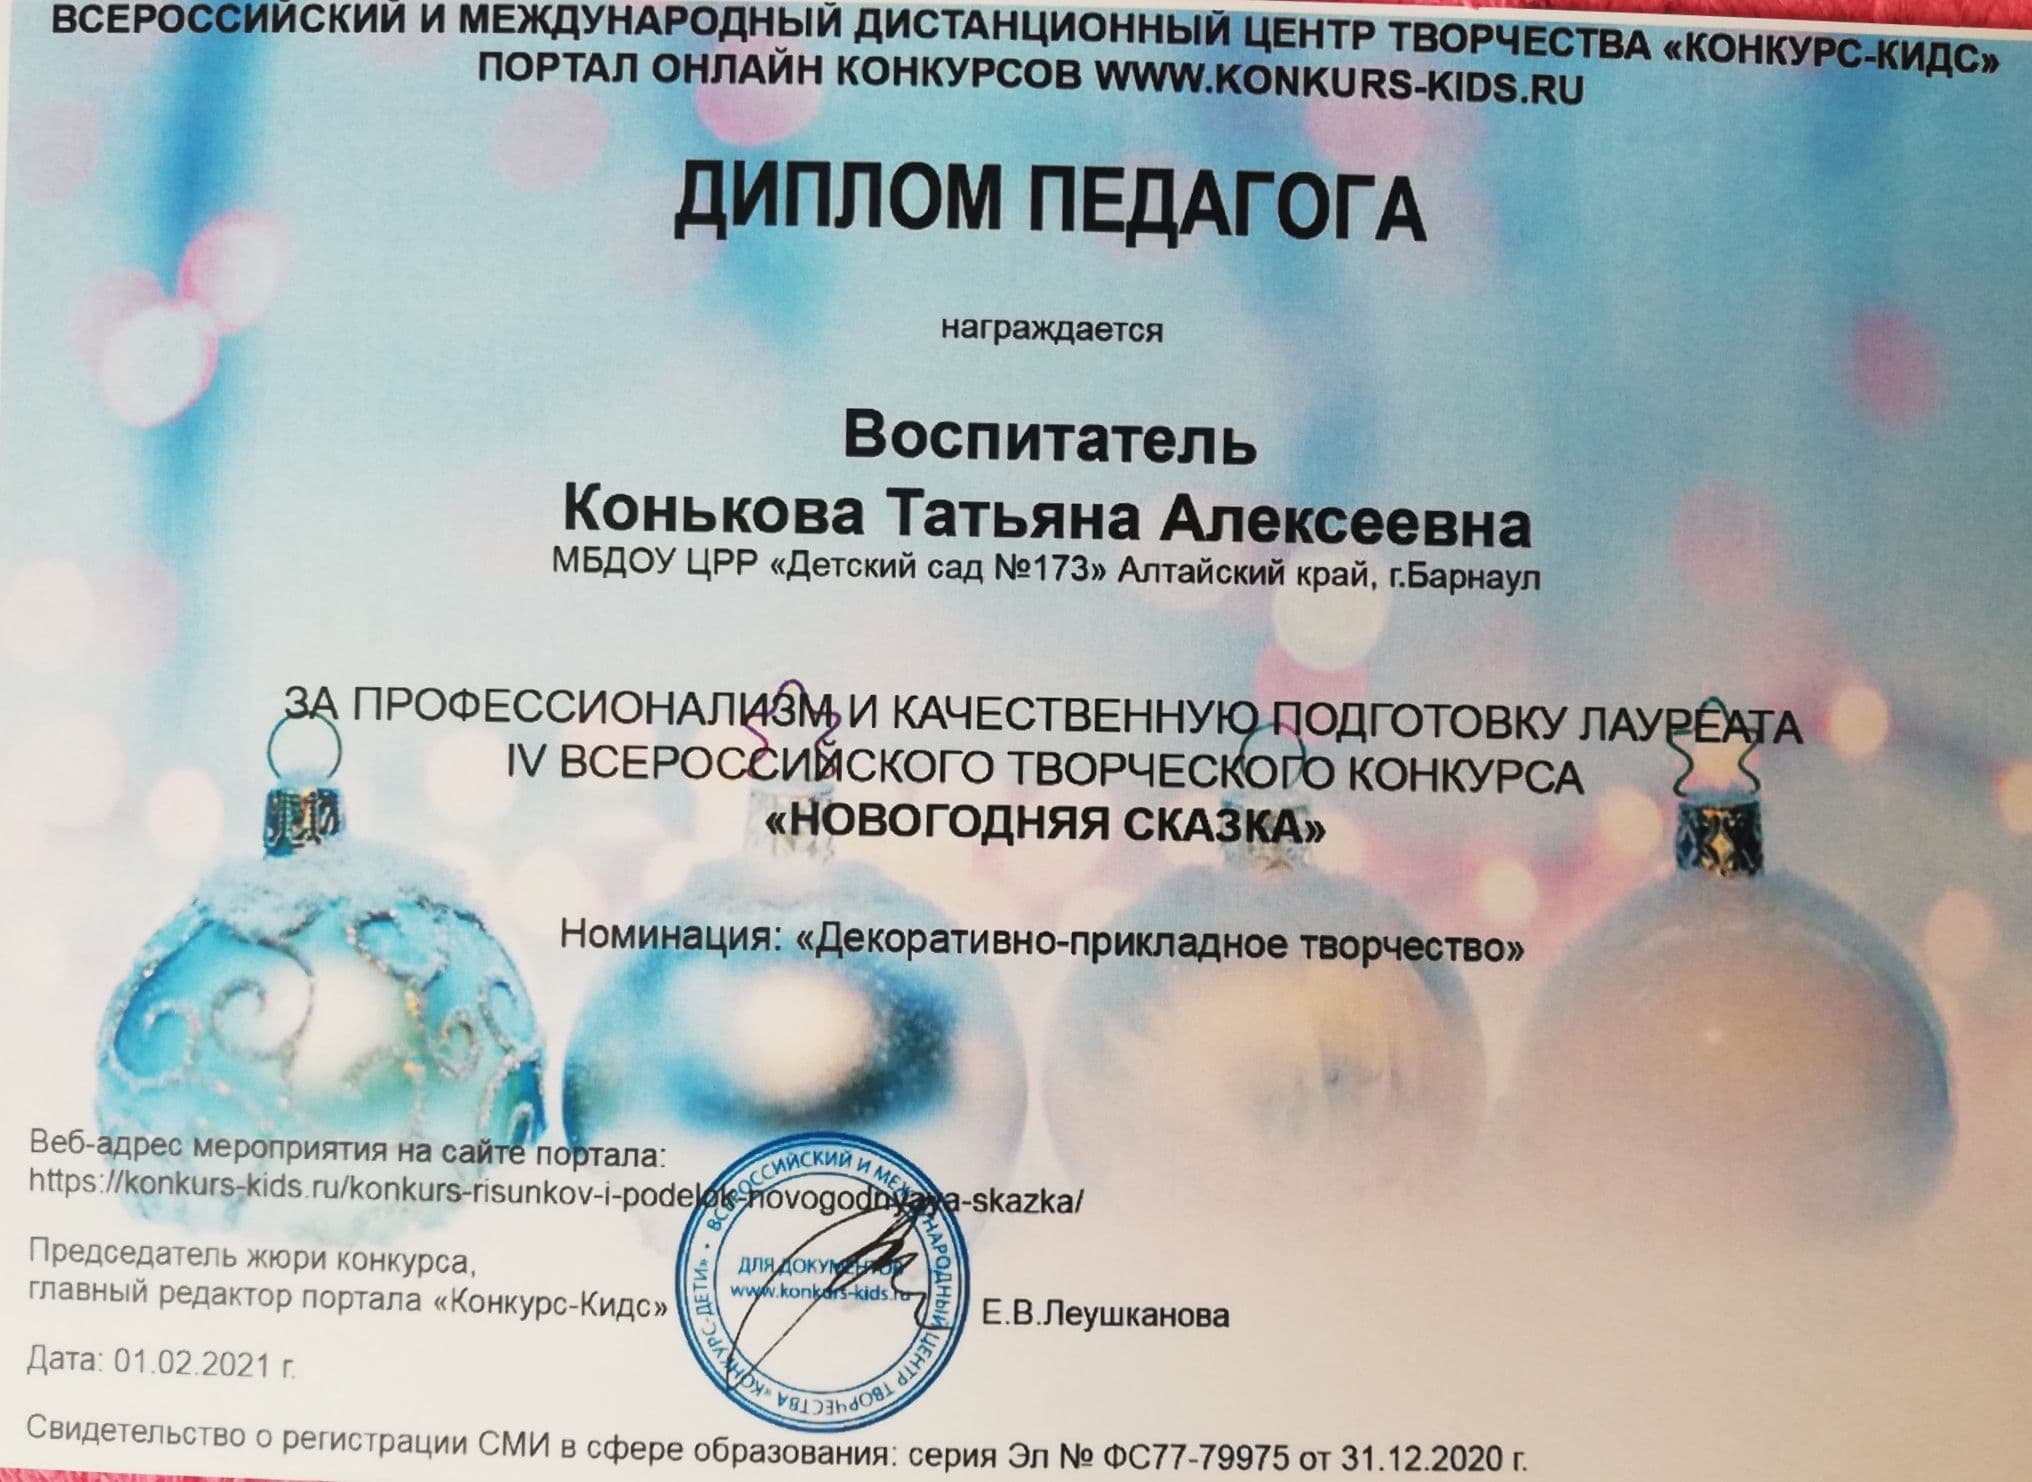 ВСЕРОССИЙСКИЙ И МЕЖДУНАРОДНЫЙ ДИСТАНЦИОННЫЙ ЦЕНТР ТВОРЧЕСТВА «КОНКУРС-КИДС»
ПОРТАЛ ОНЛАЙН КОНКУРСОВ WWW.KONKURS-KIDS.RU
ДИПЛОМ ПЕДАГОГА
награждается
Воспитатель
Конькова Татьяна Алексеевна
МБДОУ ЦРР «Детский сад №173» Алтайский край, г.Барнаул
ЗА ПРОФЕССИОНАЛИЗМ И КАЧЕСТВЕННУЮ ПОДГОТОВКУ ЛАУРЕАТА
IV ВСЕРОССИЙСКОГО ТВОРЧЕСКОГО КОНКУРСА
«НОВОГОДНЯЯ СКАЗКА»
Номинация: «Декоративно-прикладное творчество»
Веб-адрес мероприятия на сайте портала:
https://konkurs-kids.ru/konkurs-risunkov-i-podelok-novogodnyaya-skazka/
Председатель жюри конкурса,
главный редактор портала «Конкурс-Кидс»
Е.В.Леушканова
ВСЕРОССИЙСКИЙ И МЕЖДУНАРОДНЫЙ ЦЕНТР ТВОРЧЕСТВА «КОНКУРС-ДЕТИ»
ДЛЯ ДОКУМЕНТОВ
www.konkurs-kids.ru
Дата: 01.02.2021 г.
Свидетельство о регистрации СМИ в сфере образования: серия Эл № ФС77-79975 от 31.12.2020 г.